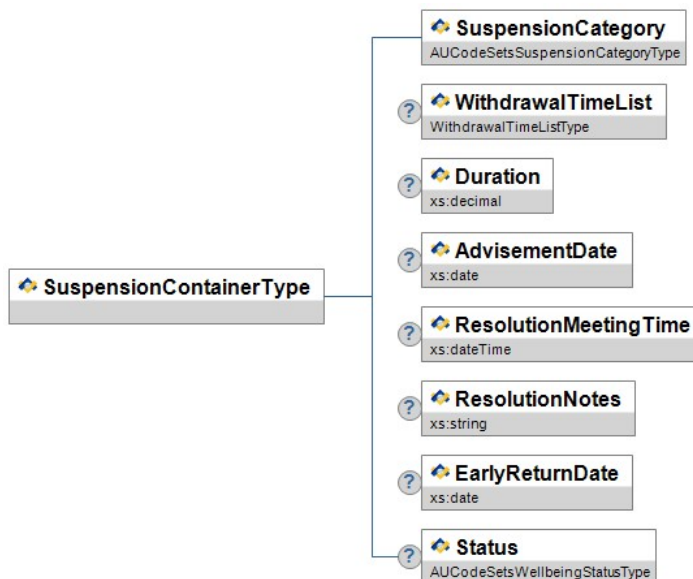 SuspensionCategory
AUCodeSetsSuspensionCategoryType
?
WithdrawalTimeList
WithdrawalTimeListType
?
Duration
xs:decimal
?
AdvisementDate
xs:date
SuspensionContainerType
?
ResolutionMeetingTime
xs:dateTime
?
ResolutionNotes
xs:string
?
EarlyReturnDate
xs:date
?
Status
AUCodeSetsWellbeingStatusType